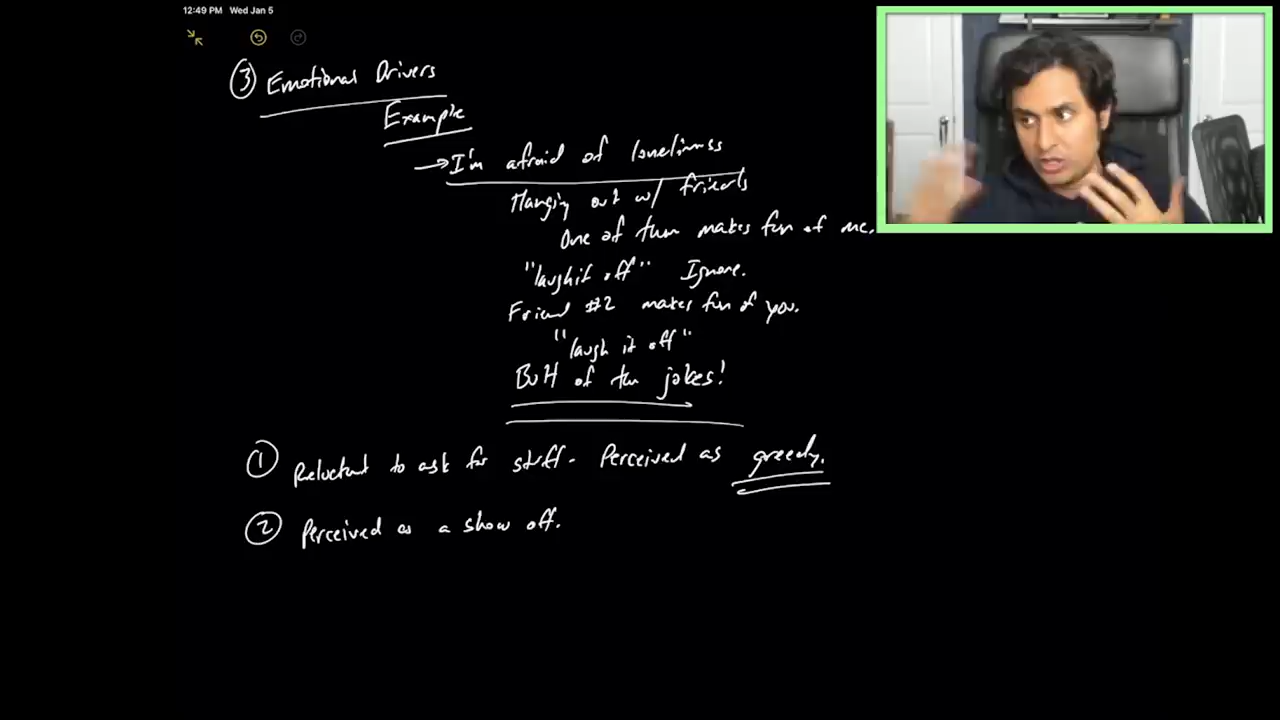 12:49 PM Wed Jan 5
③ Emotional Drivers
Example
→ I'm afraid of loneliness
Hanging out w/ friends
One of them makes fun of me.
"laugh it off" Ignore.
Friend #2 makes fun of you.
"laugh it off"
Butt of the jokes!
① Reluctant to ask for stuff. Perceived as greedy.
② Perceived as a show off.